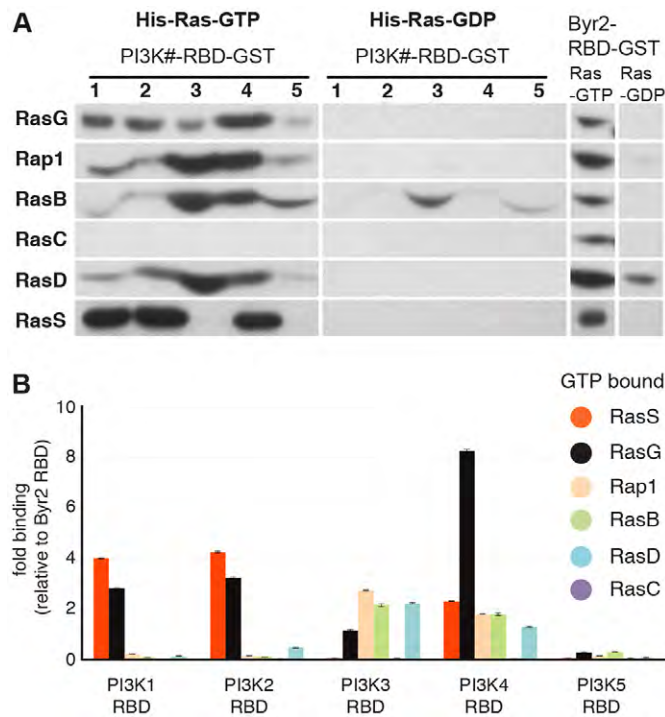 A
His-Ras-GTP His-Ras-GDP Byr2-
PI3K#-RBD-GST PI3K#-RBD-GST RBD-GST
Ras Ras
-GTP -GDP
1 2 3 4 5 1 2 3 4 5
RasG
Rap1
RasB
RasC
RasD
RasS
B
GTP bound
RasS
RasG
Rap1
RasB
RasD
RasC
fold binding
(relative to Byr2 RBD)
10
8
6
4
2
0
PI3K1 PI3K2 PI3K3 PI3K4 PI3K5
RBD RBD RBD RBD RBD